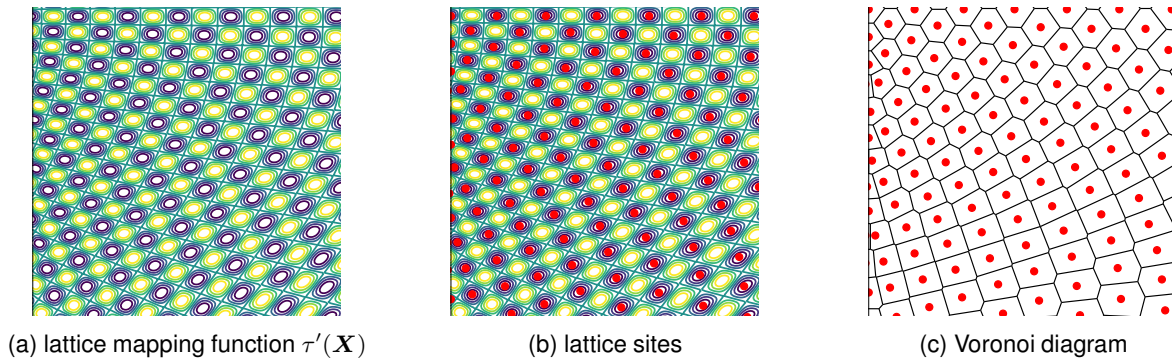 (a) lattice mapping function τ′(X)
(b) lattice sites
(c) Voronoi diagram